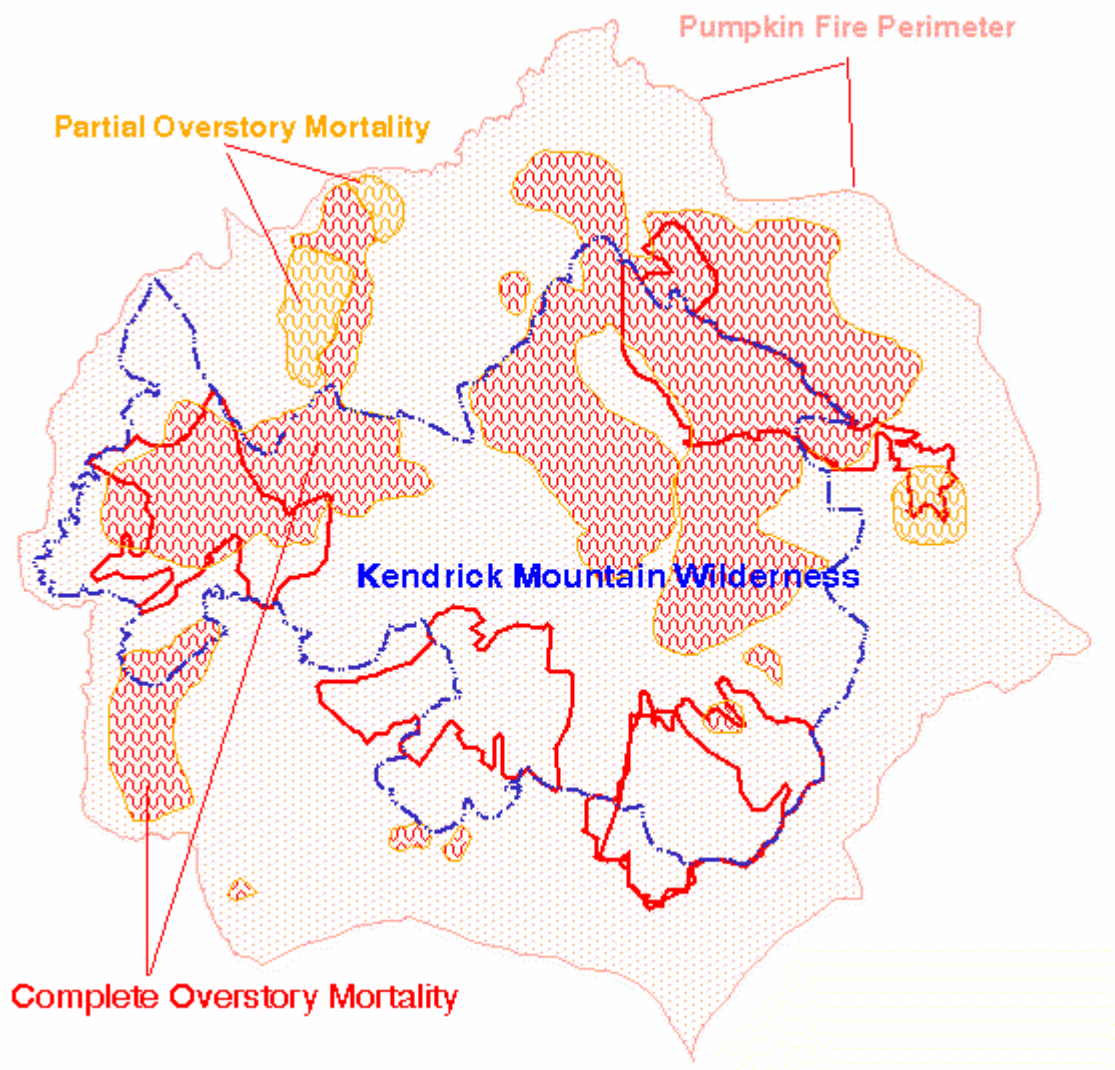 Pumpkin Fire Perimeter
Partial Overstory Mortality
Kendrick Mountain Wilderness
Complete Overstory Mortality